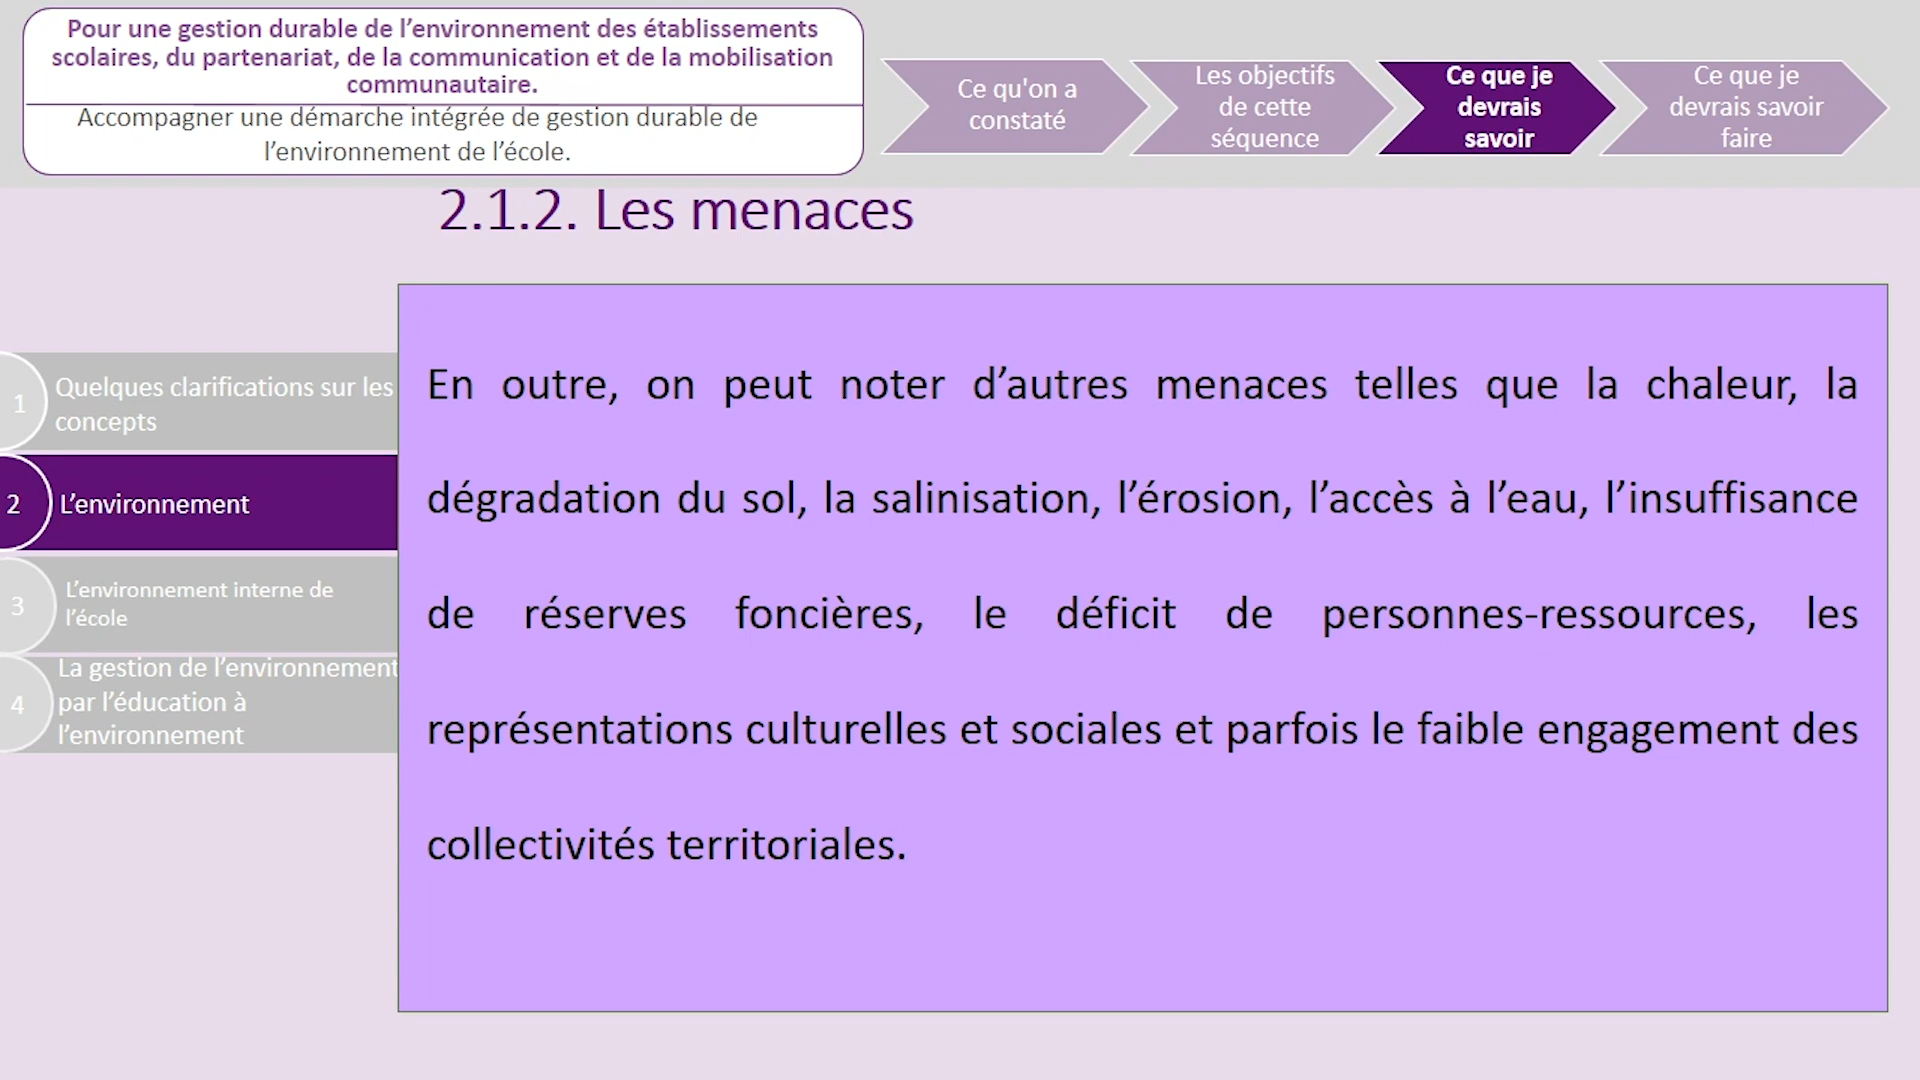 Pour une gestion durable de l’environnement des établissements
scolaires, du partenariat, de la communication et de la mobilisation
communautaire.
Accompagner une démarche intégrée de gestion durable de
l’environnement de l’école.
Ce qu'on a
constaté
Les objectifs
de cette
séquence
Ce que je
devrais
savoir
Ce que je
devrais savoir
faire
2.1.2. Les menaces
1
Quelques clarifications sur les
concepts
2
L’environnement
3
L’environnement interne de
l’école
4
La gestion de l’environnement
par l’éducation à
l’environnement
En outre, on peut noter d’autres menaces telles que la chaleur, la
dégradation du sol, la salinisation, l’érosion, l’accès à l’eau, l’insuffisance
de réserves foncières, le déficit de personnes-ressources, les
représentations culturelles et sociales et parfois le faible engagement des
collectivités territoriales.